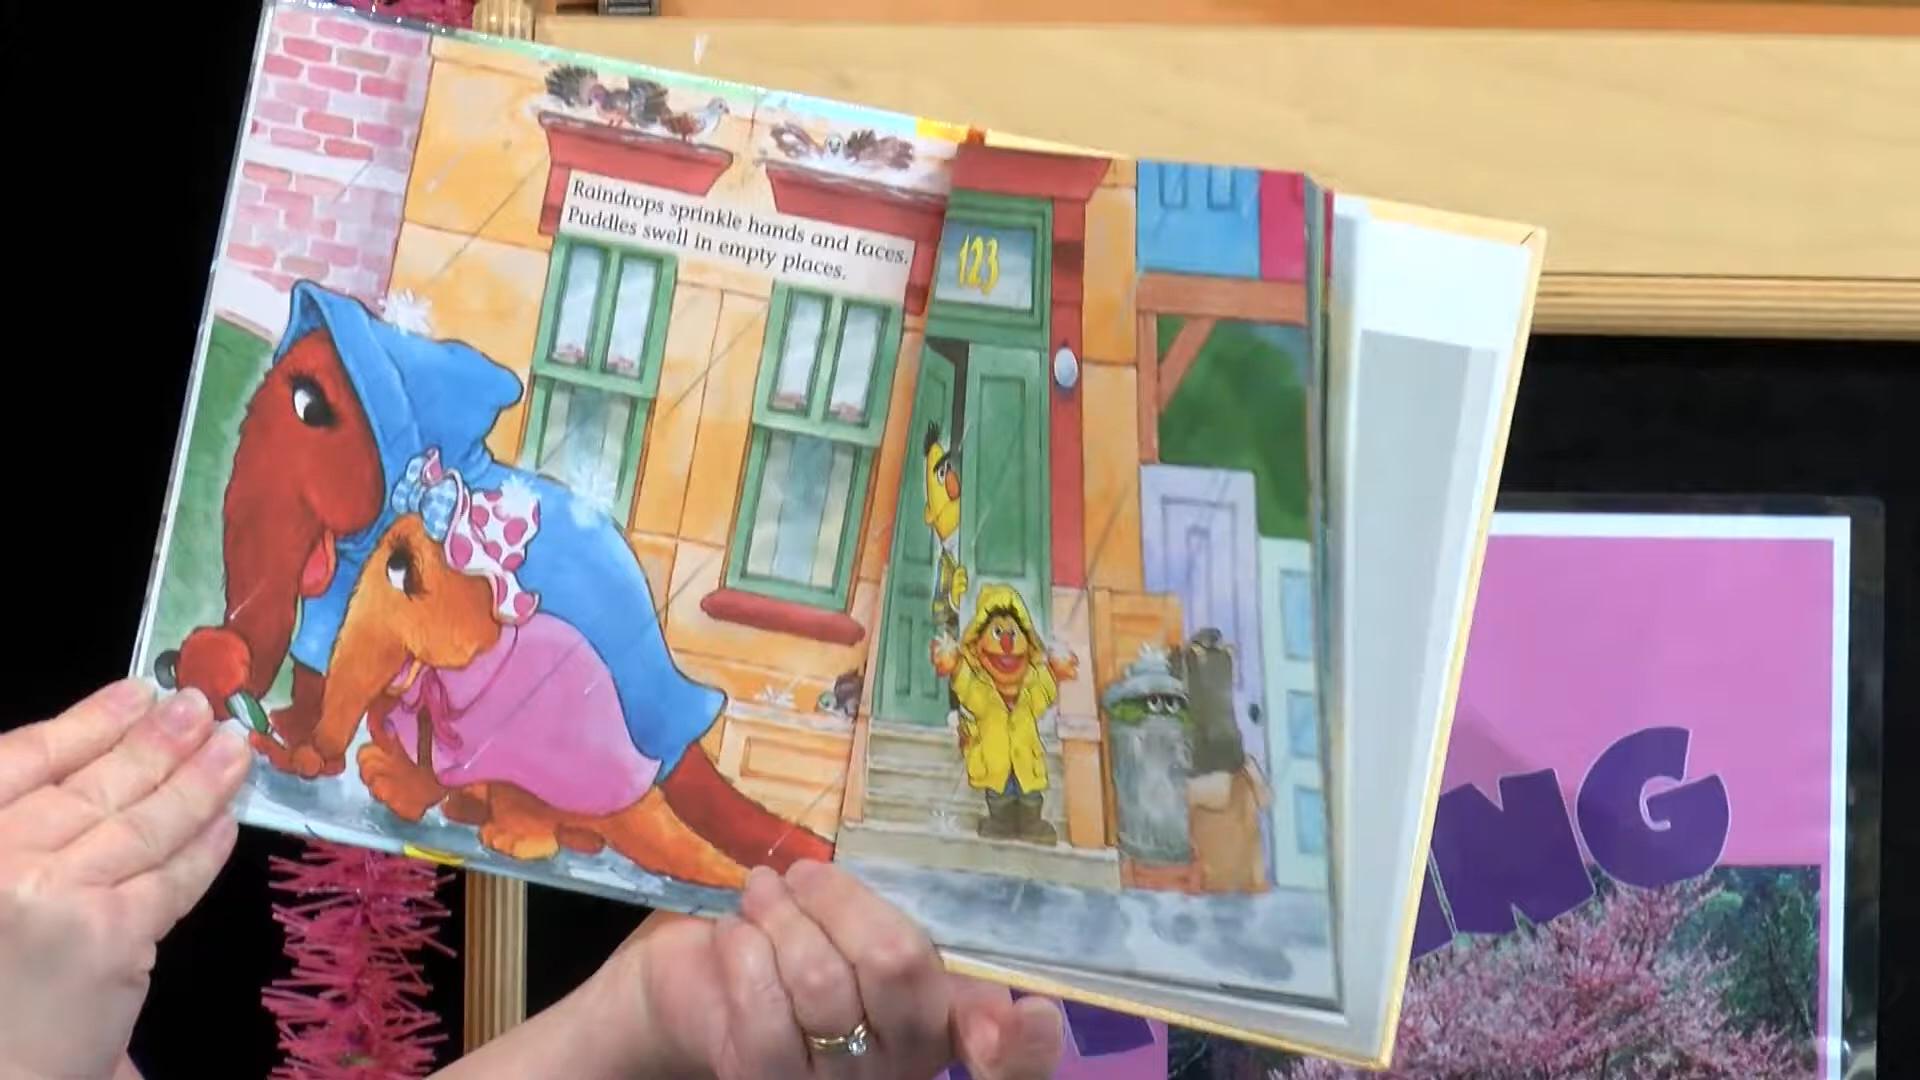 Raindrops sprinkle hands and faces.
Puddles swell in empty places.
123
NG